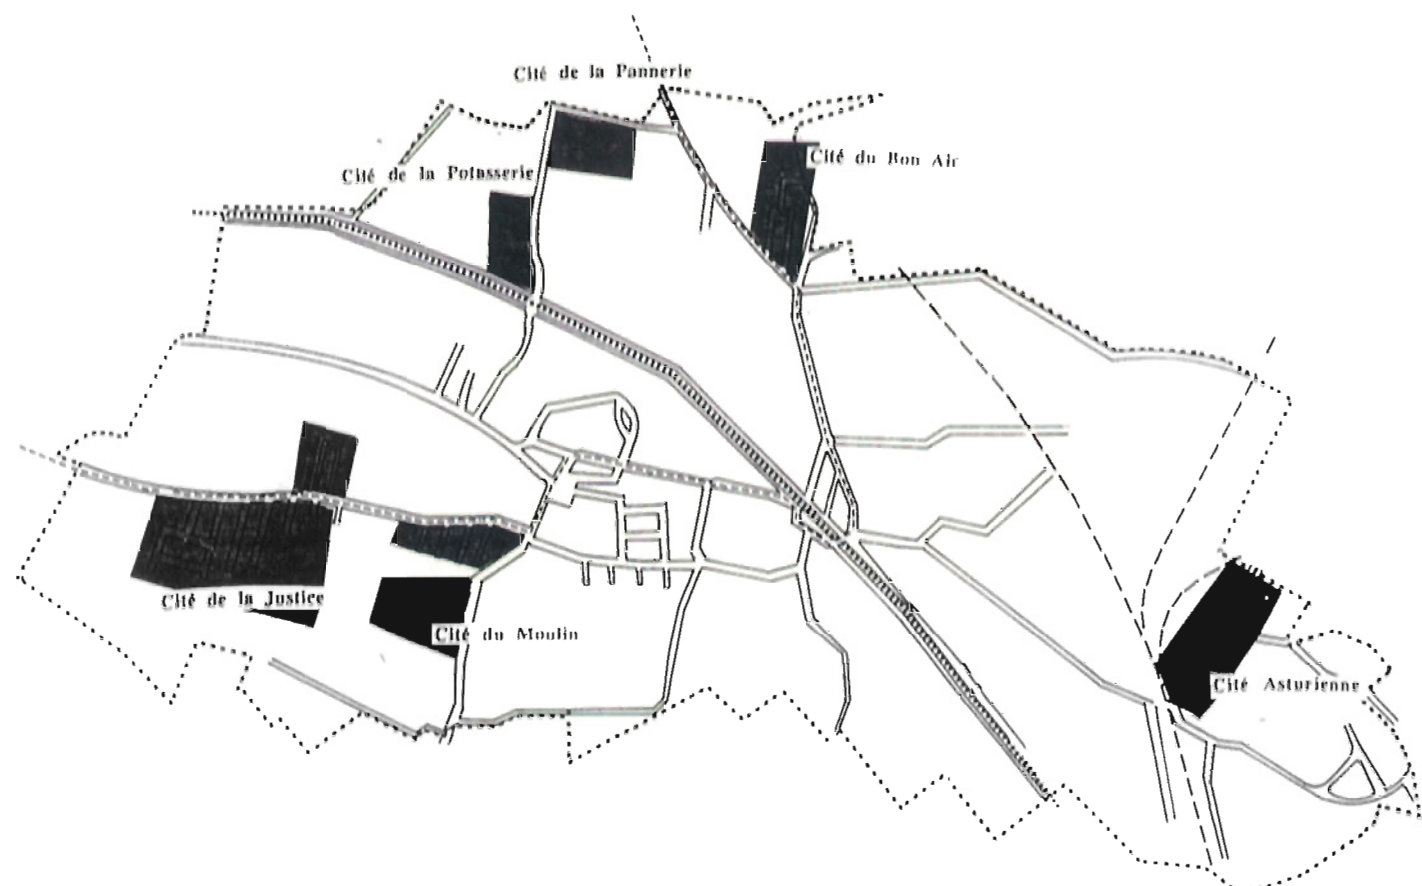 Cité de la Pannerie
Cité du Bon Air
Cité de la Potasserie
Cité de la Justice
Cité du Moulin
Cité Asturienne